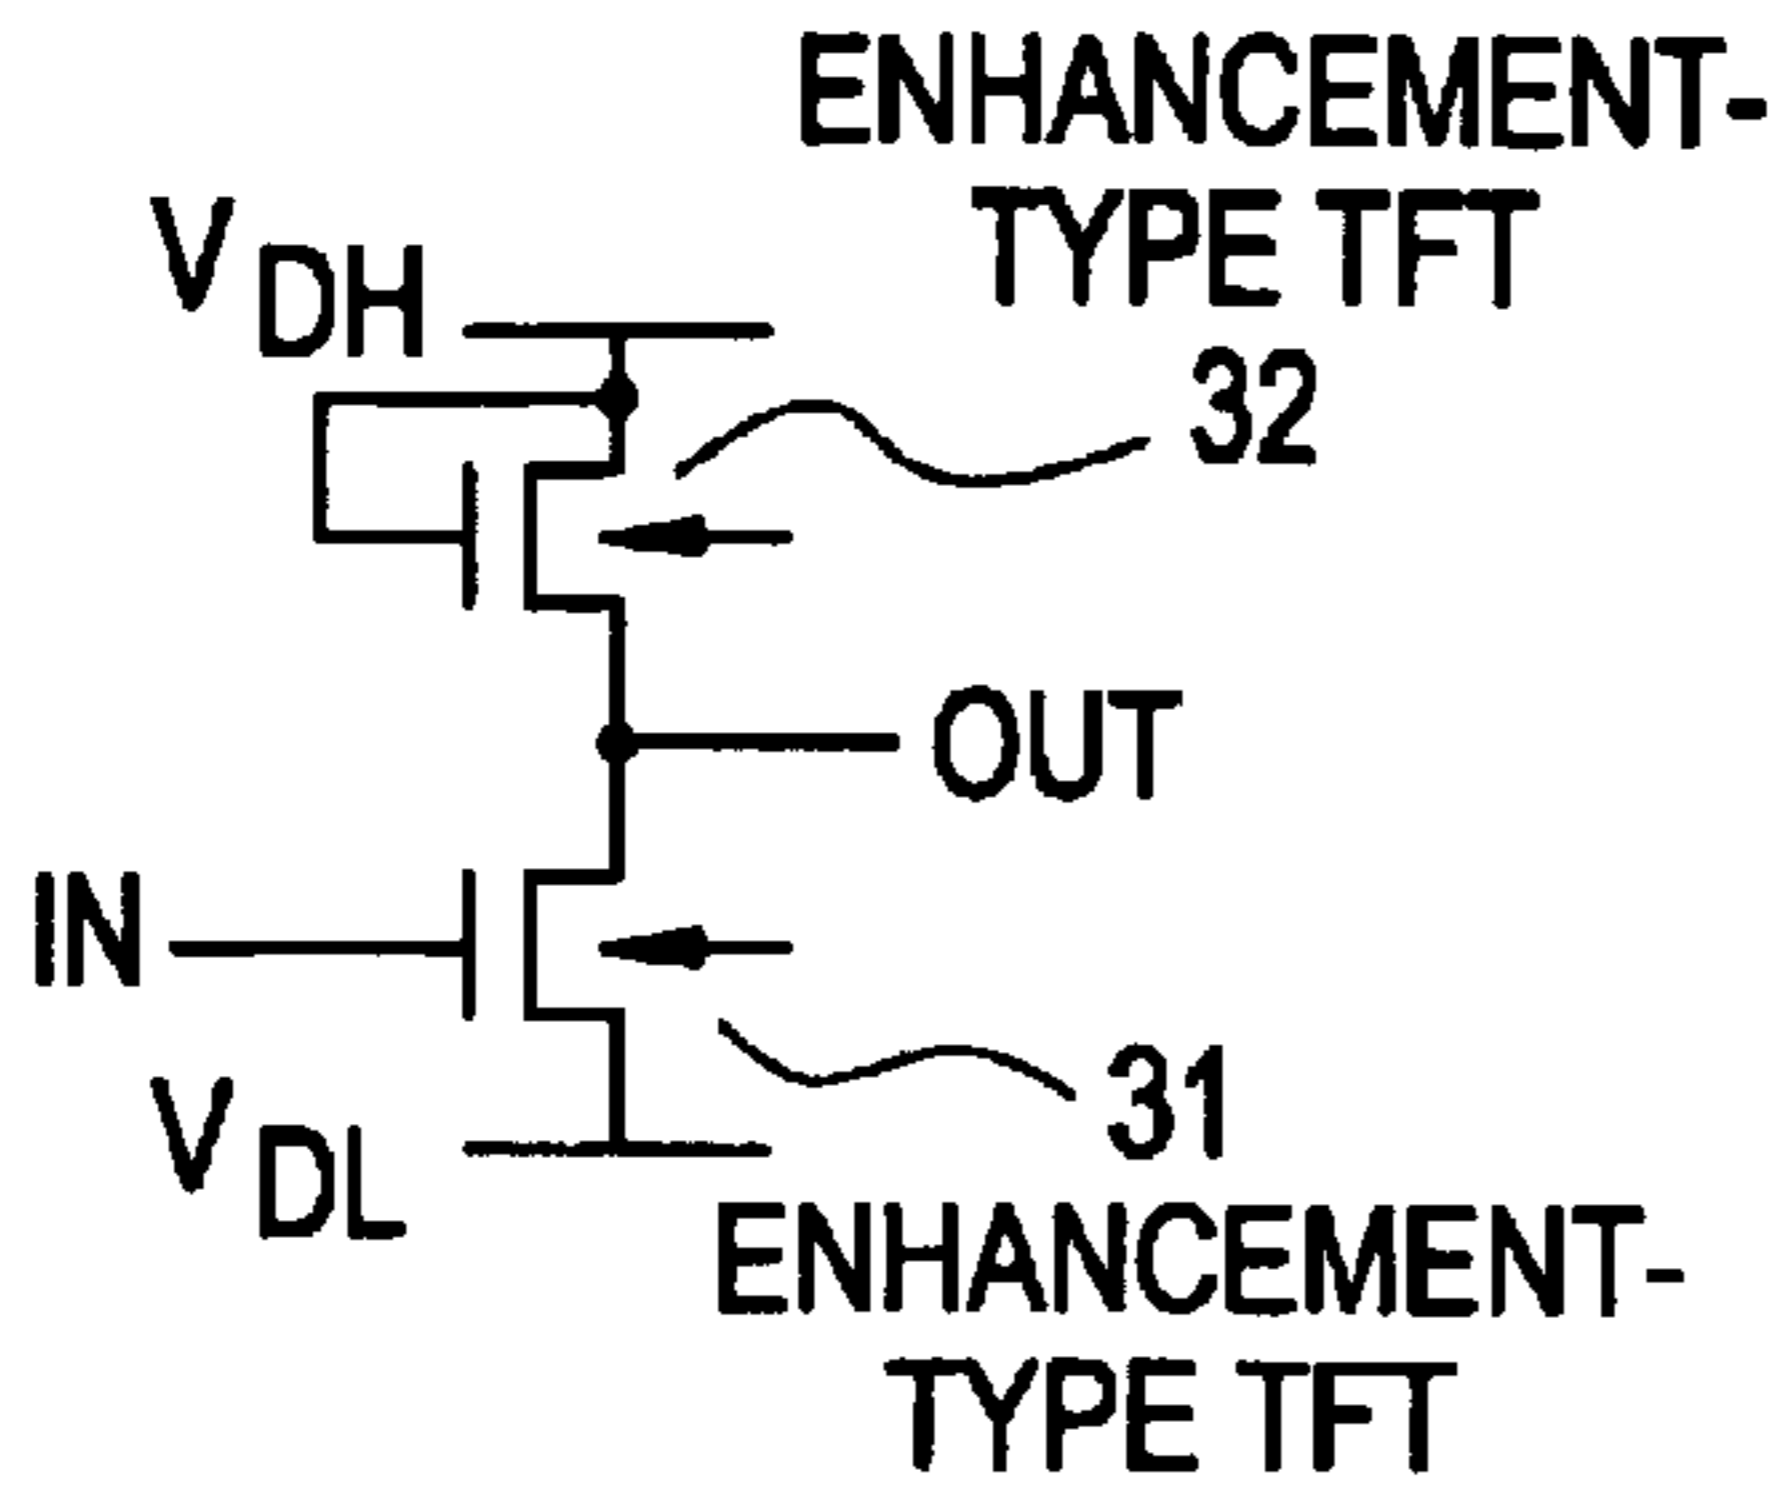 ENHANCEMENT-
TYPE TFT
VDH
32
OUT
IN
31
VDL
ENHANCEMENT-
TYPE TFT